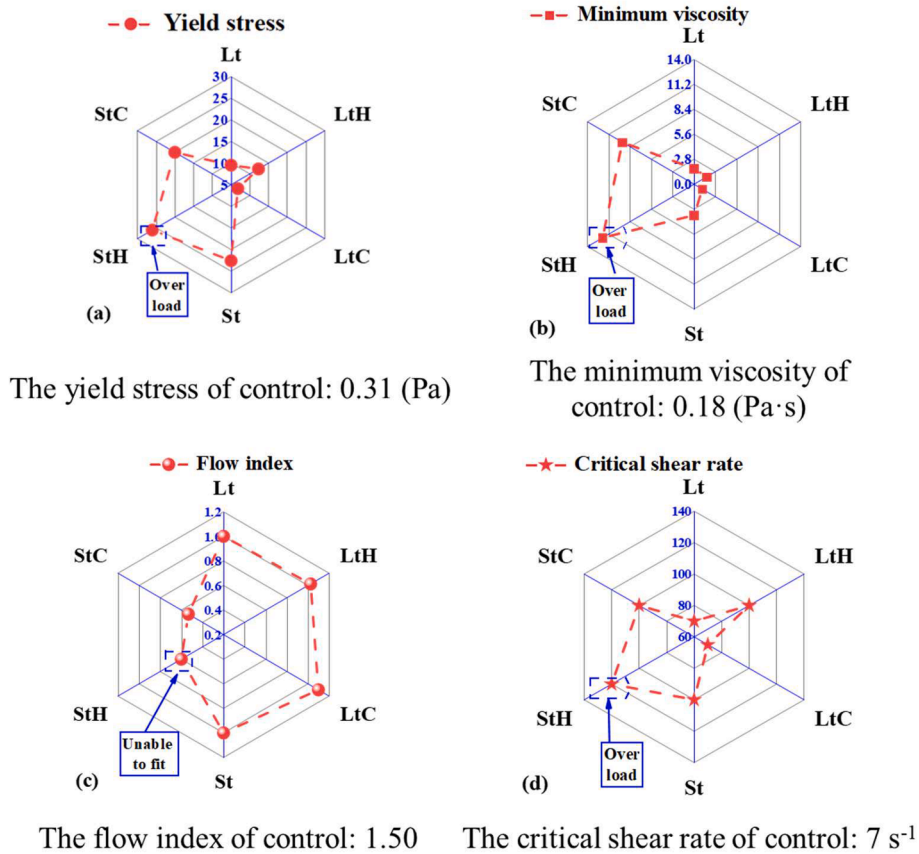 Yield stress
Lt
30
25
20
15
10
5
StC
LtH
StH
LtC
St
Over
load
(a)
The yield stress of control: 0.31 (Pa)
Minimum viscosity
Lt
14.0
11.2
8.4
5.6
2.8
0.0
StC
LtH
StH
LtC
St
Over
load
(b)
The minimum viscosity of
control: 0.18 (Pa·s)
Flow index
Lt
1.2
1.0
0.8
0.6
0.4
0.2
StC
LtH
StH
LtC
St
Unable
to fit
(c)
The flow index of control: 1.50
Critical shear rate
Lt
140
120
100
80
60
StC
LtH
StH
LtC
St
Over
load
(d)
The critical shear rate of control: 7 s⁻¹